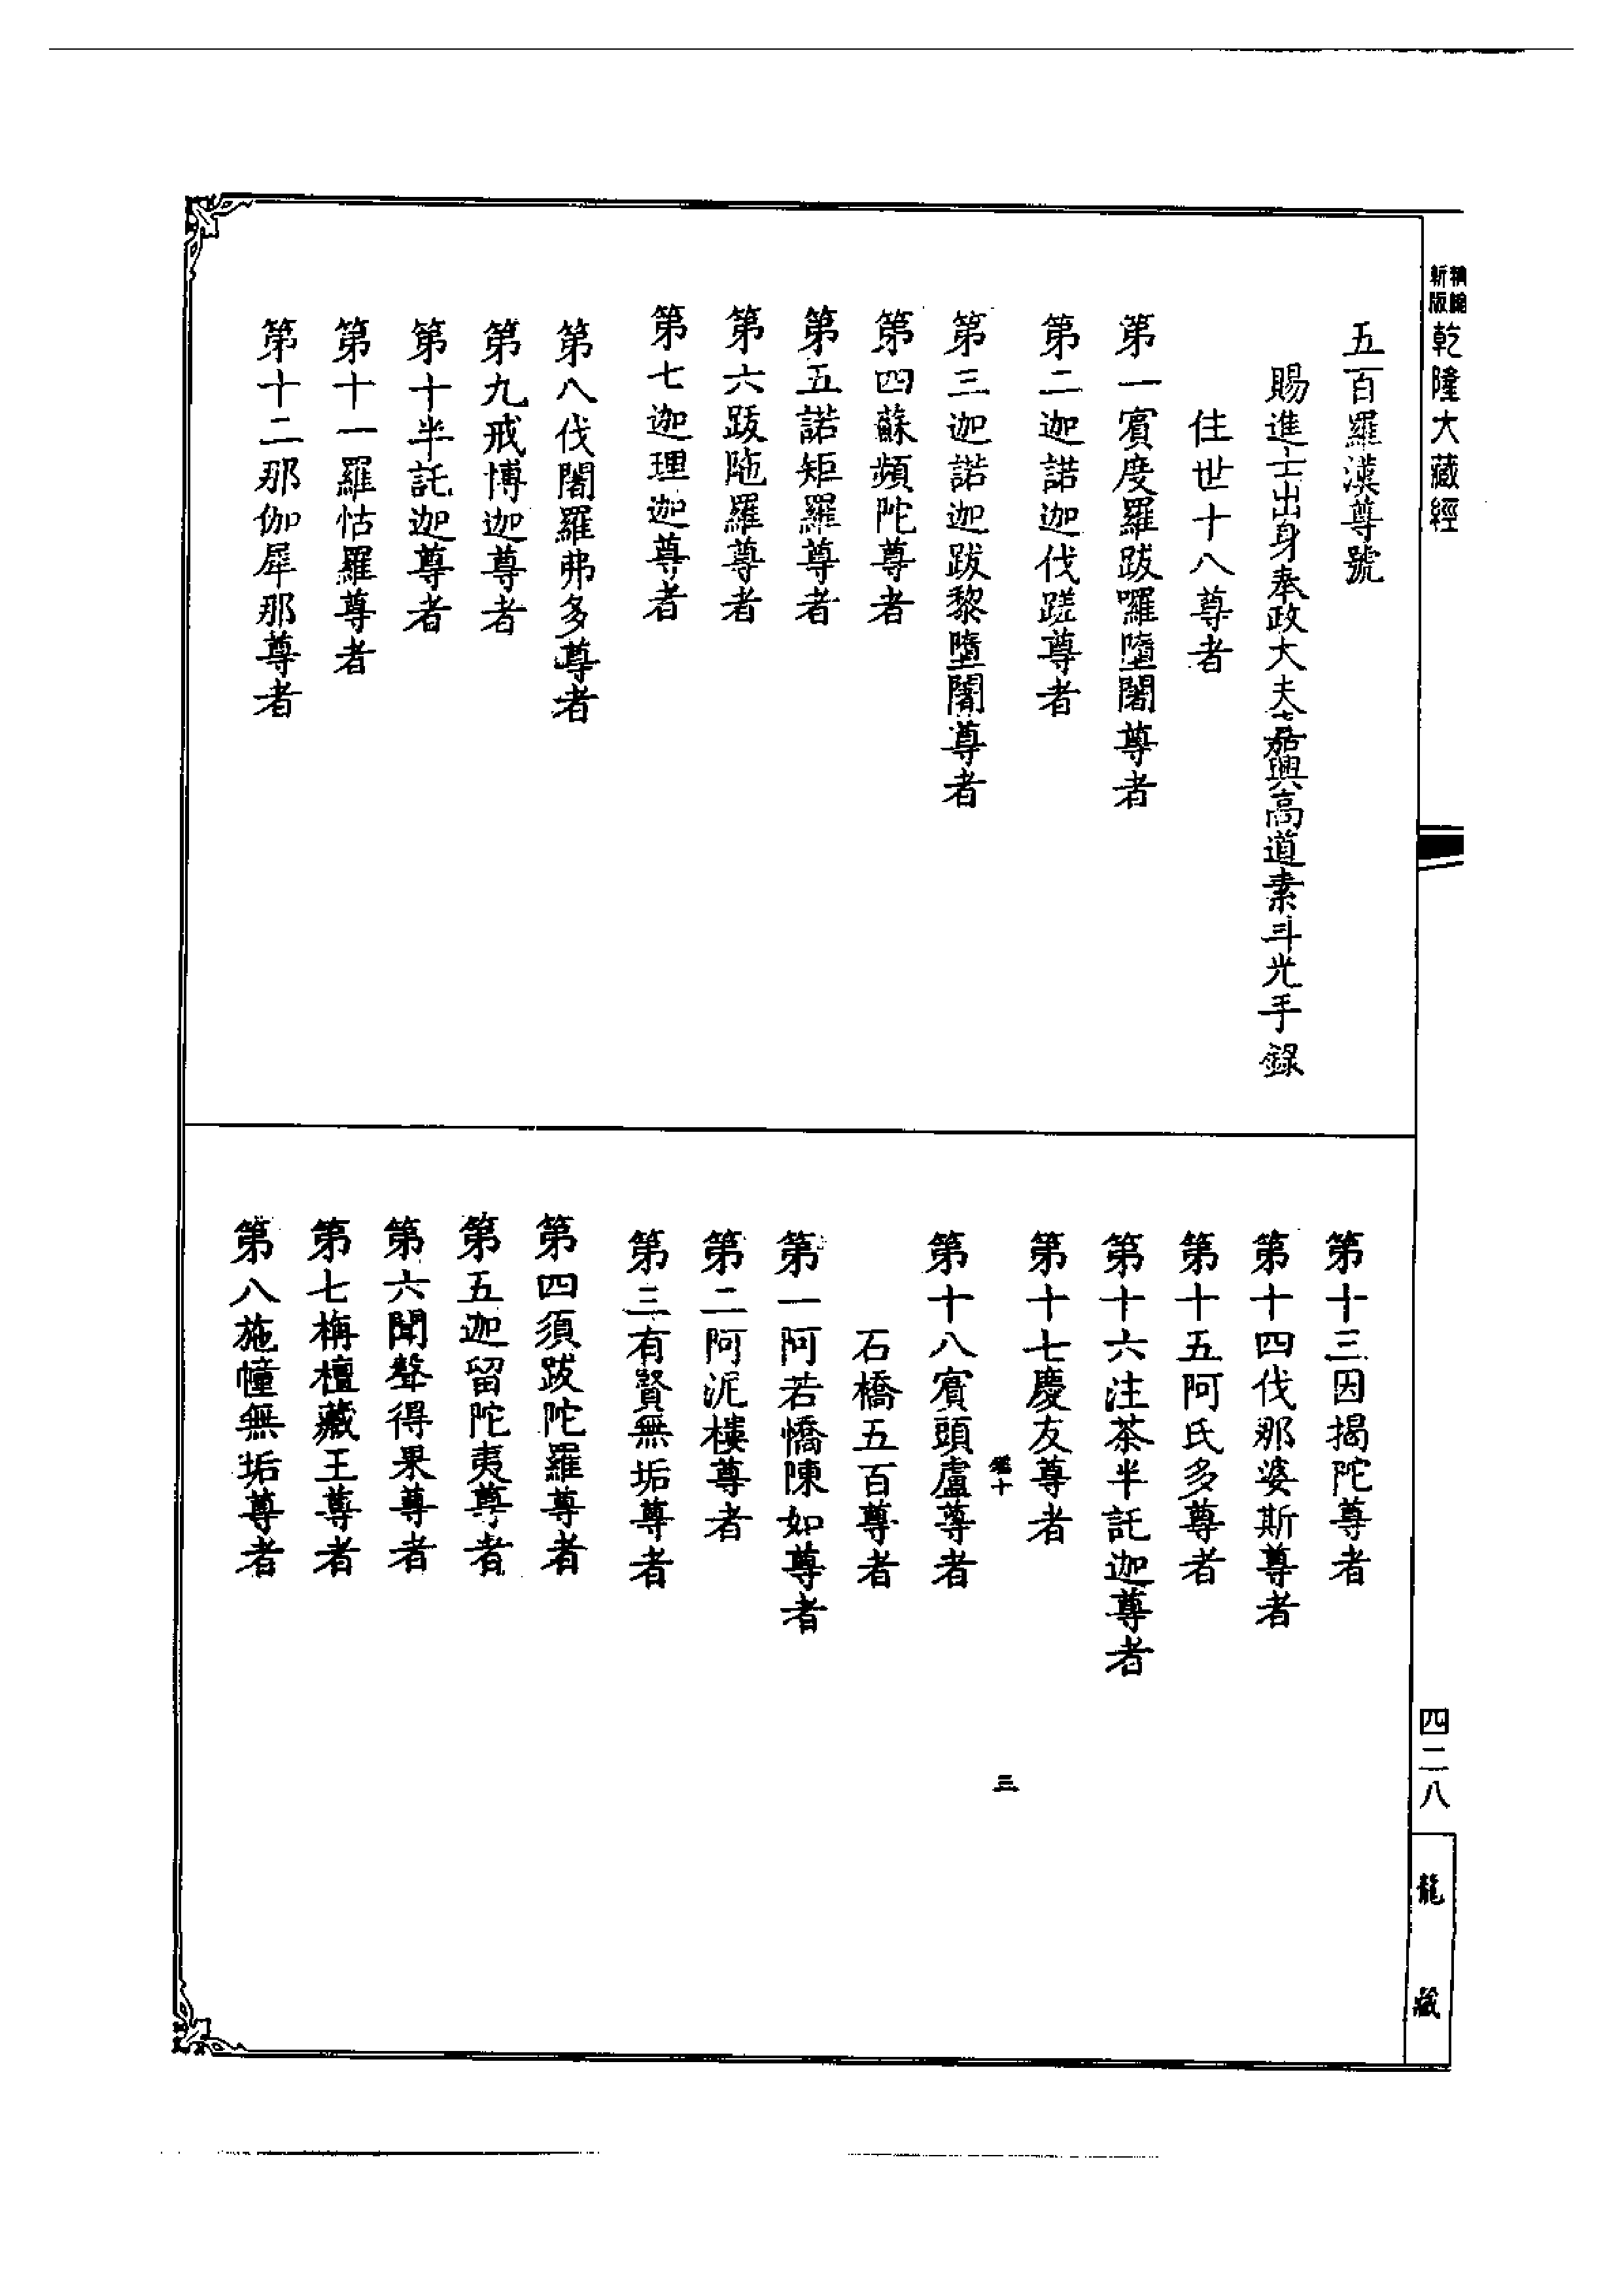 精編新版乾隆大藏經
五百羅漢尊號
賜進士出身奉政大夫嘉興高道素斗光手錄
住世十八尊者
第一賓度羅跋囉墮闍尊者
第二迦諾迦伐蹉尊者
第三迦諾迦跋黎墮闍尊者
第四蘇頻陀尊者
第五諾矩羅尊者
第六跋陁羅尊者
第七迦理迦尊者
第八伐闍羅弗多尊者
第九戒博迦尊者
第十半託迦尊者
第十一羅怙羅尊者
第十二那伽犀那尊者
第十三因揭陀尊者
第十四伐那婆斯尊者
第十五阿氏多尊者
第十六注茶半託迦尊者
第十七慶友尊者
三
第十八賓頭盧尊者
石橋五百尊者
第一阿若憍陳如尊者
第二阿泥樓尊者
第三有賢無垢尊者
第四須跋陀羅尊者
第五迦留陀夷尊者
第六聞聲得果尊者
第七栴檀藏王尊者
第八施幢無垢尊者
四二八
龍藏